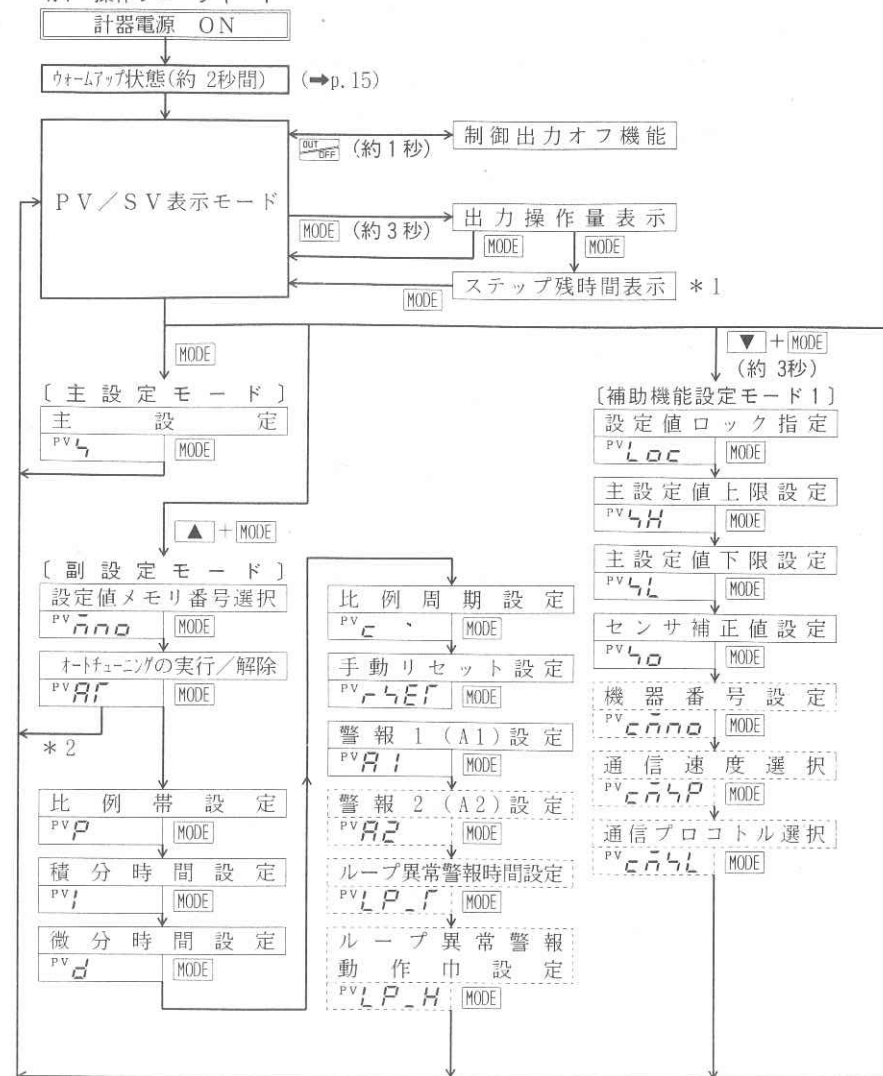 計器電源 ON
ウォームアップ状態(約 2秒間) (➡p.15)
PV/SV表示モード
OUT/OFF (約1秒)
制御出力オフ機能
MODE (約3秒)
出力操作量表示
MODE MODE
ステップ残時間表示 *1
MODE
MODE
〔主設定モード〕
主設定
PV MODE
▲+MODE
〔副設定モード〕
設定値メモリ番号選択
PV MODE
オートチューニングの実行/解除
PV AT MODE
*2
比例帯設定
PV P MODE
積分時間設定
PV I MODE
微分時間設定
PV d MODE
比例周期設定
PV c MODE
手動リセット設定
PV rSET MODE
警報1(A1)設定
PV A1 MODE
警報2(A2)設定
PV A2 MODE
ループ異常警報時間設定
PV LP_T MODE
ループ異常警報
動作巾設定
PV LP_H MODE
▼+MODE
(約 3秒)
〔補助機能設定モード1〕
設定値ロック指定
PV Loc MODE
主設定値上限設定
PV SH MODE
主設定値下限設定
PV SL MODE
センサ補正値設定
PV So MODE
機器番号設定
PV cmno MODE
通信速度選択
PV cmSP MODE
通信プロコトル選択
PV cmSL MODE